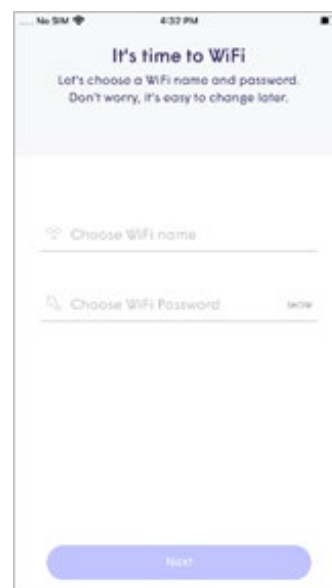 No SIM 4:32 PM
It's time to WiFi
Let's choose a WiFi name and password.
Don't worry, it's easy to change later.
Choose WiFi name
Choose WiFi Password SHOW
Next